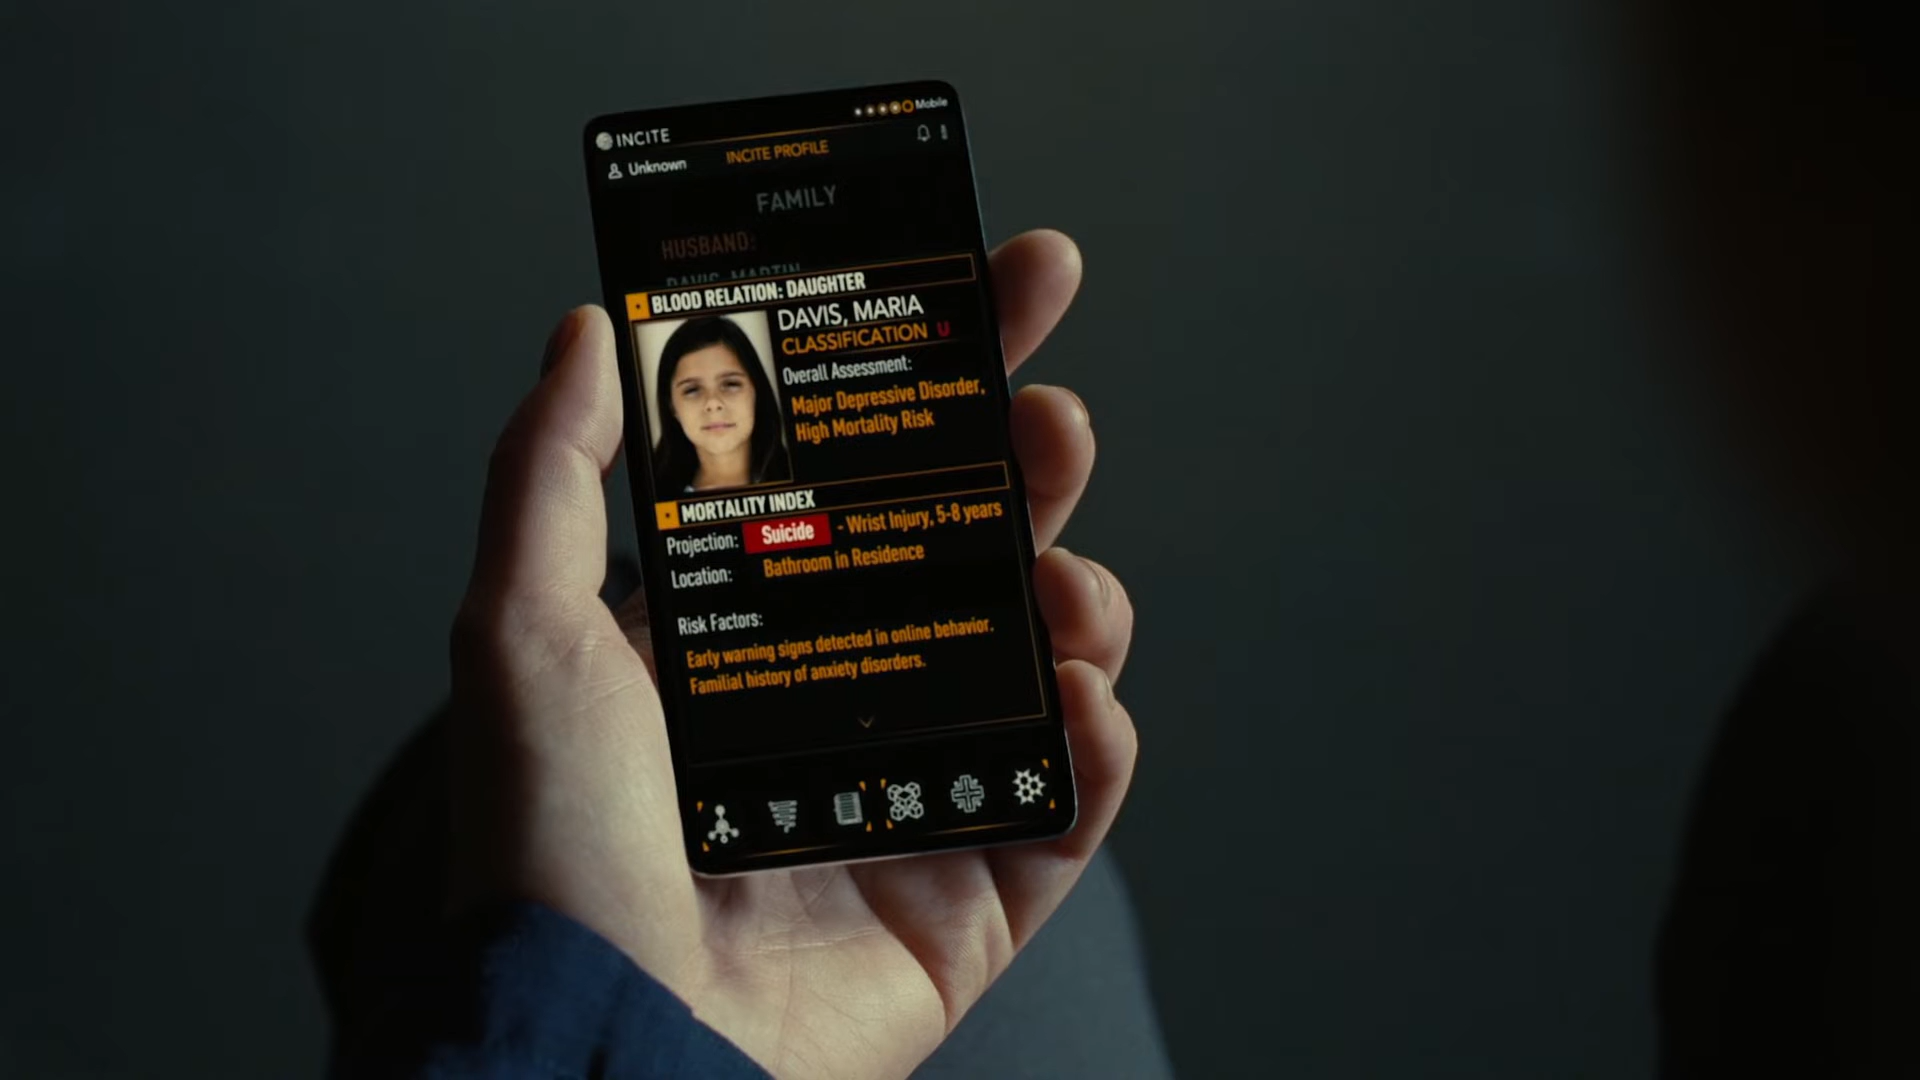 INCITE
Mobile
Unknown
INCITE PROFILE
FAMILY
HUSBAND:
DAVIS, MARTIN
BLOOD RELATION: DAUGHTER
DAVIS, MARIA
CLASSIFICATION U
Overall Assessment:
Major Depressive Disorder,
High Mortality Risk
MORTALITY INDEX
Projection: Suicide - Wrist Injury, 5-8 years
Location: Bathroom in Residence
Risk Factors:
Early warning signs detected in online behavior.
Familial history of anxiety disorders.